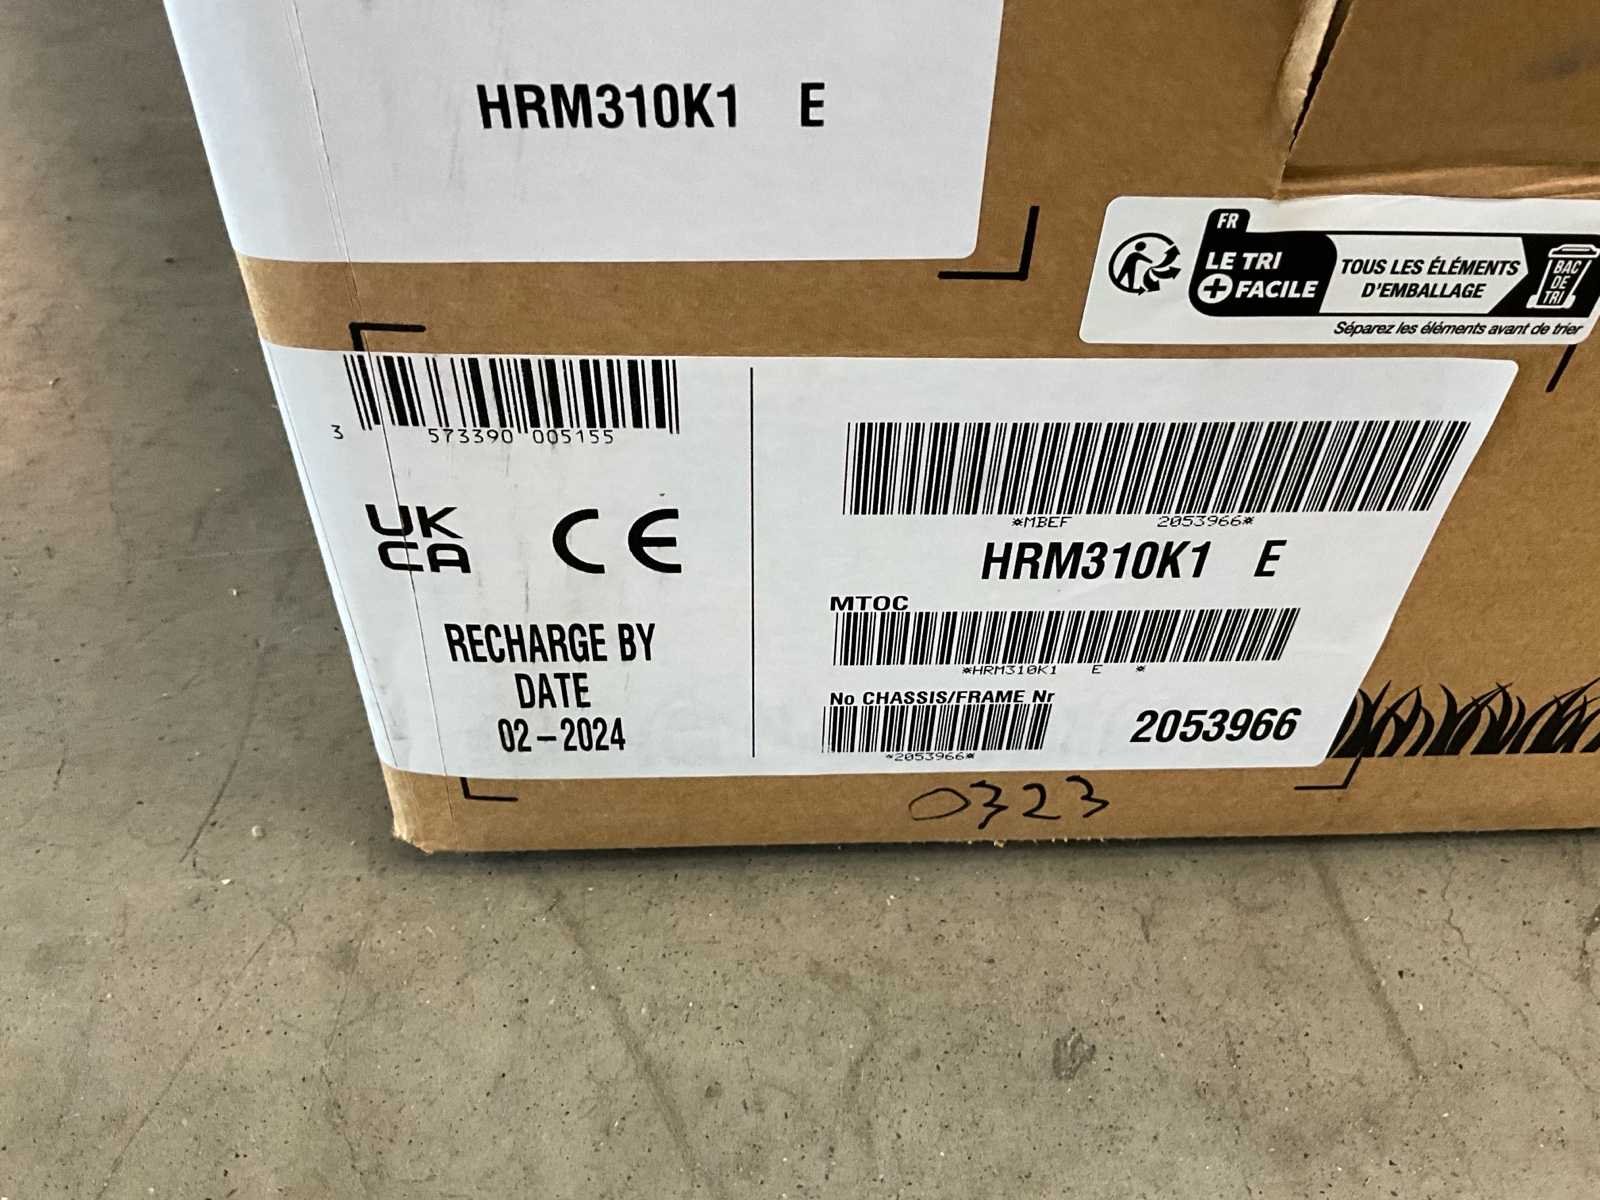 HRM310K1 E
FR
LE TRI
+ FACILE
TOUS LES ÉLÉMENTS
D'EMBALLAGE
BAC
DE
TRI
Séparez les éléments avant de trier
3 573390 005155
UK
CA
CE
RECHARGE BY
DATE
02-2024
*MBEF 2053966*
HRM310K1 E
MTOC
*HRM310K1 E *
No CHASSIS/FRAME Nr
*2053966*
2053966
0323